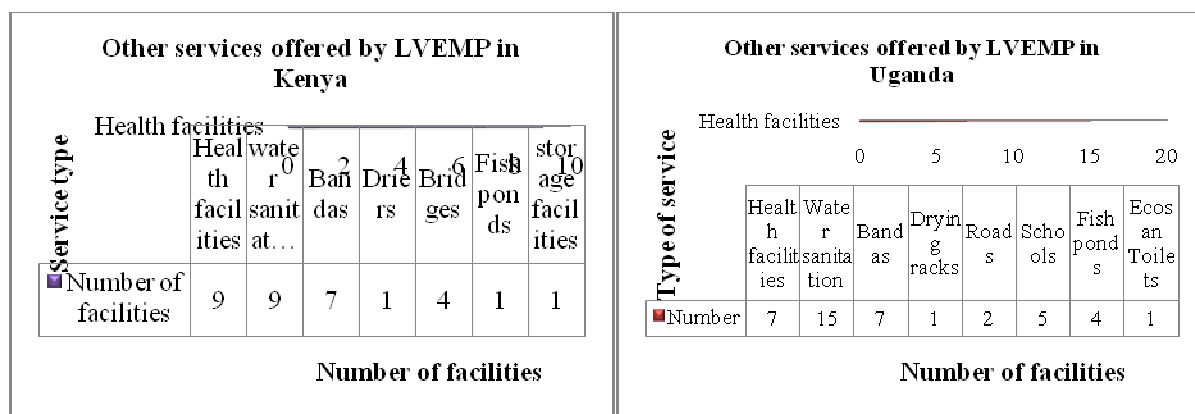 Other services offered by LVEMP in
Kenya
Service type
Health facilities
0 2 4 6 8 10
Heal
th
facil
ities
wate
r
sanit
at...
Ban
das
Drie
rs
Brid
ges
Fish
pon
ds
stor
age
facil
ities
Number of
facilities
9 9 7 1 4 1 1
Number of facilities
Other services offered by LVEMP in
Uganda
Type of service
Health facilities
0 5 10 15 20
Healt
h
facilit
ies
Wate
r
sanita
tion
Band
as
Dryin
g
racks
Road
s
Scho
ols
Fish
pond
s
Ecos
an
Toile
ts
Number 7 15 7 1 2 5 4 1
Number of facilities